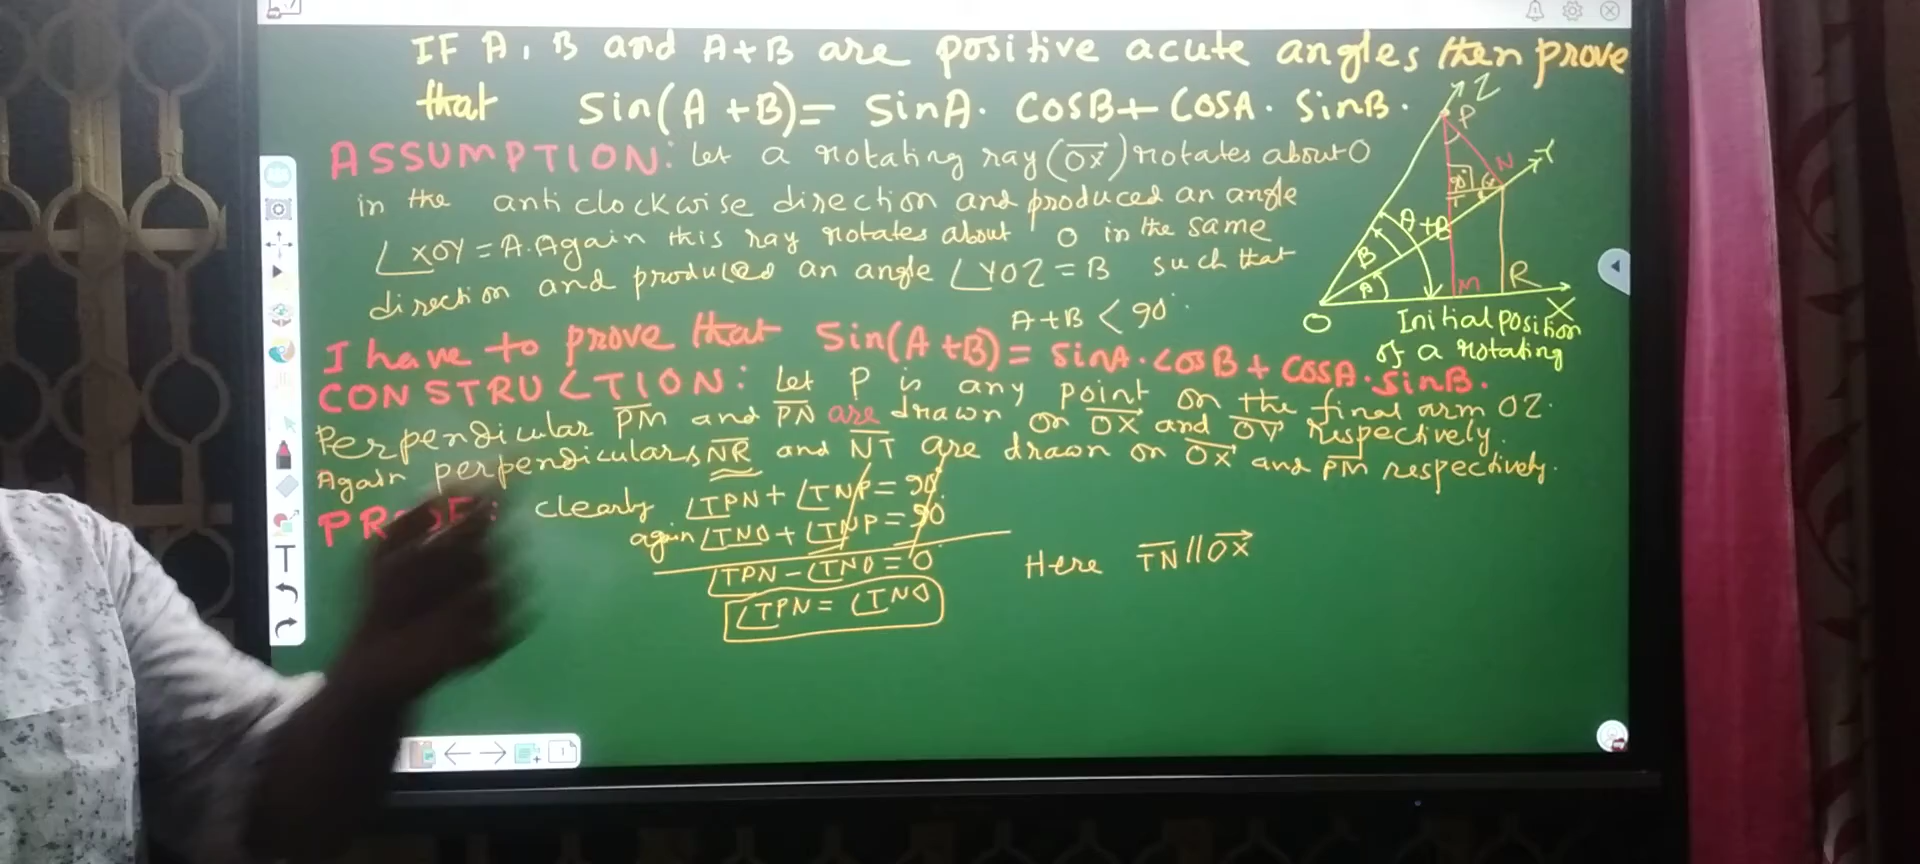 IF A, B and A+B are positive acute angles then prove
that Sin(A+B)= SinA. CosB+ CosA. SinB.
ASSUMPTION: Let a rotating ray (OX) rotates about O
in the anti clockwise direction and produced an angle
∠XOY = A. Again this ray rotates about O in the same
direction and produced an angle ∠YOZ = B such that
A+B < 90°
I have to prove that Sin(A+B) = SinA.CosB + CosA.SinB.
CONSTRUCTION: Let P is any point on the final arm OZ.
Perpendicular PM and PN are drawn on OX and OY respectively.
Again perpendiculars NR and NT are drawn on OX and PM respectively.
PROOF: clearly ∠TPN + ∠TNP = 90°
again ∠TNO + ∠TNP = 90
∠TPN - ∠TNO = 0
∠TPN = ∠TNO
Here TN // OX
Z
P
N
Y
90°
T
A+B
B
A
M
R
X
O
Initial position
of a rotating
T
1